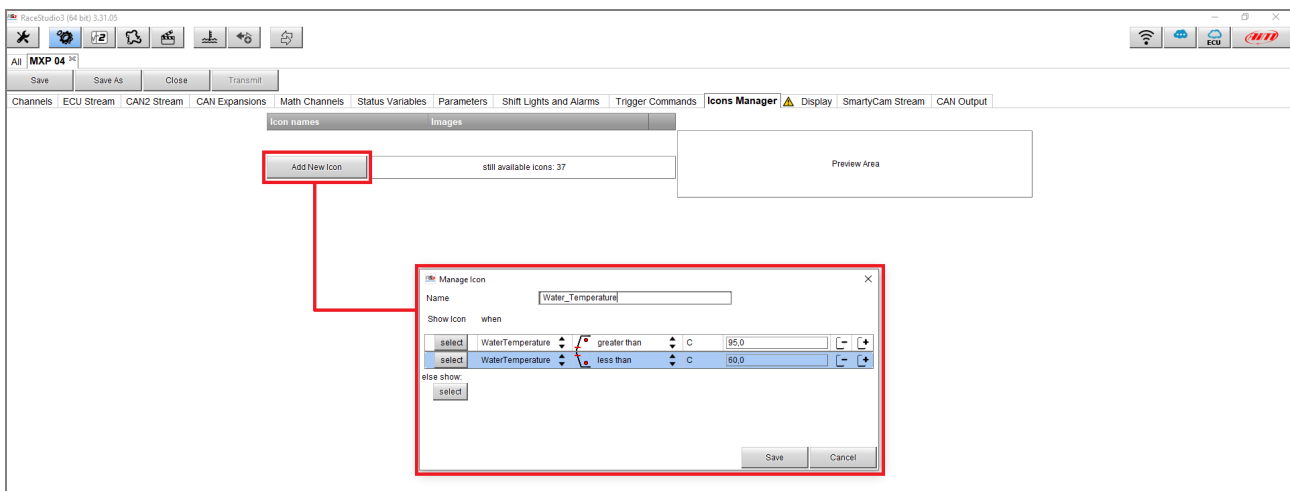 RaceStudio3 (64 bit) 3.31.05
ECU
All MXP 04
Save Save As Close Transmit
Channels ECU Stream CAN2 Stream CAN Expansions Math Channels Status Variables Parameters Shift Lights and Alarms Trigger Commands Icons Manager Display SmartyCam Stream CAN Output
Icon names Images
Add New Icon still available icons: 37 Preview Area
Manage Icon
Name Water_Temperature
Show Icon when
select WaterTemperature greater than C 95,0
select WaterTemperature less than C 60,0
else show:
select
Save Cancel